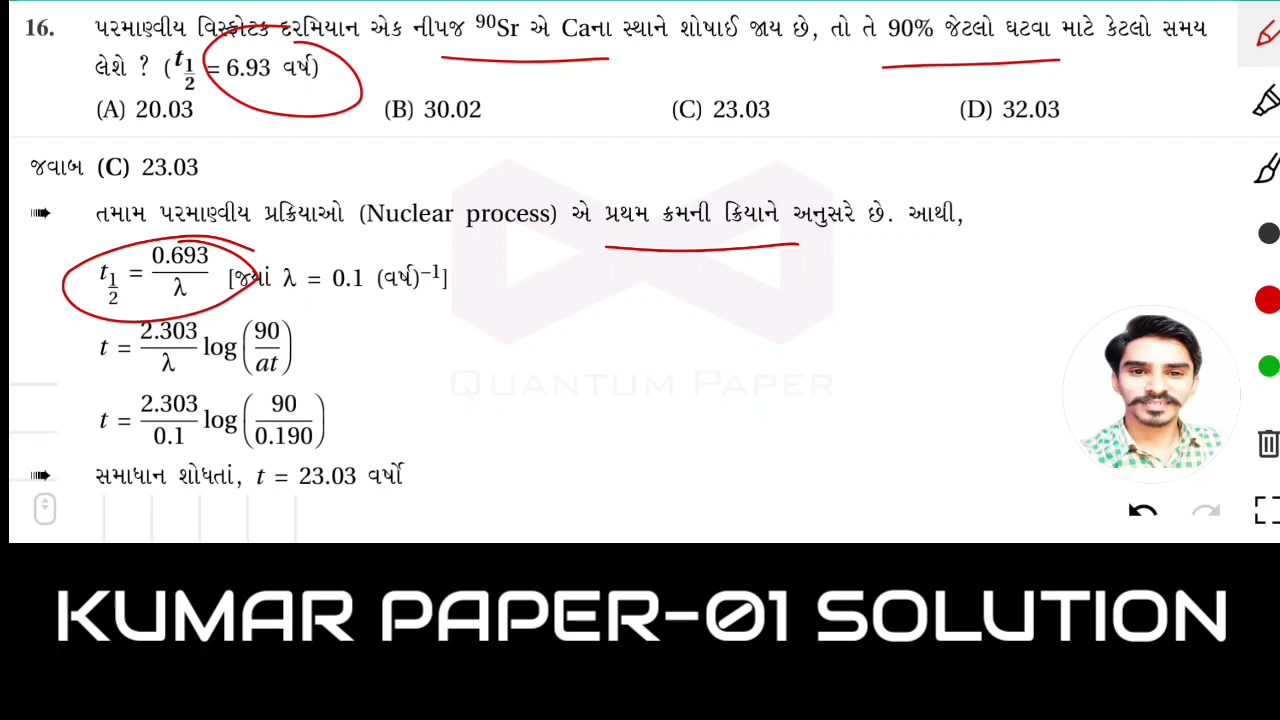 16. પરમાણ્વીય વિસ્ફોટક દરમિયાન એક નીપજ ⁹⁰Sr એ Caના સ્થાને શોષાઈ જાય છે, તો તે 90% જેટલો ઘટવા માટે કેટલો સમય
લેશે ? (t1/2 = 6.93 વર્ષ)
(A) 20.03 (B) 30.02 (C) 23.03 (D) 32.03
જવાબ (C) 23.03
➠ તમામ પરમાણ્વીય પ્રક્રિયાઓ (Nuclear process) એ પ્રથમ ક્રમની ક્રિયાને અનુસરે છે. આથી,
t1/2 = 0.693/λ [જ્યાં λ = 0.1 (વર્ષ)⁻¹]
t = 2.303/λ log(90/at)
t = 2.303/0.1 log(90/0.190)
➠ સમાધાન શોધતાં, t = 23.03 વર્ષો
QUANTUM PAPER
KUMAR PAPER-01 SOLUTION